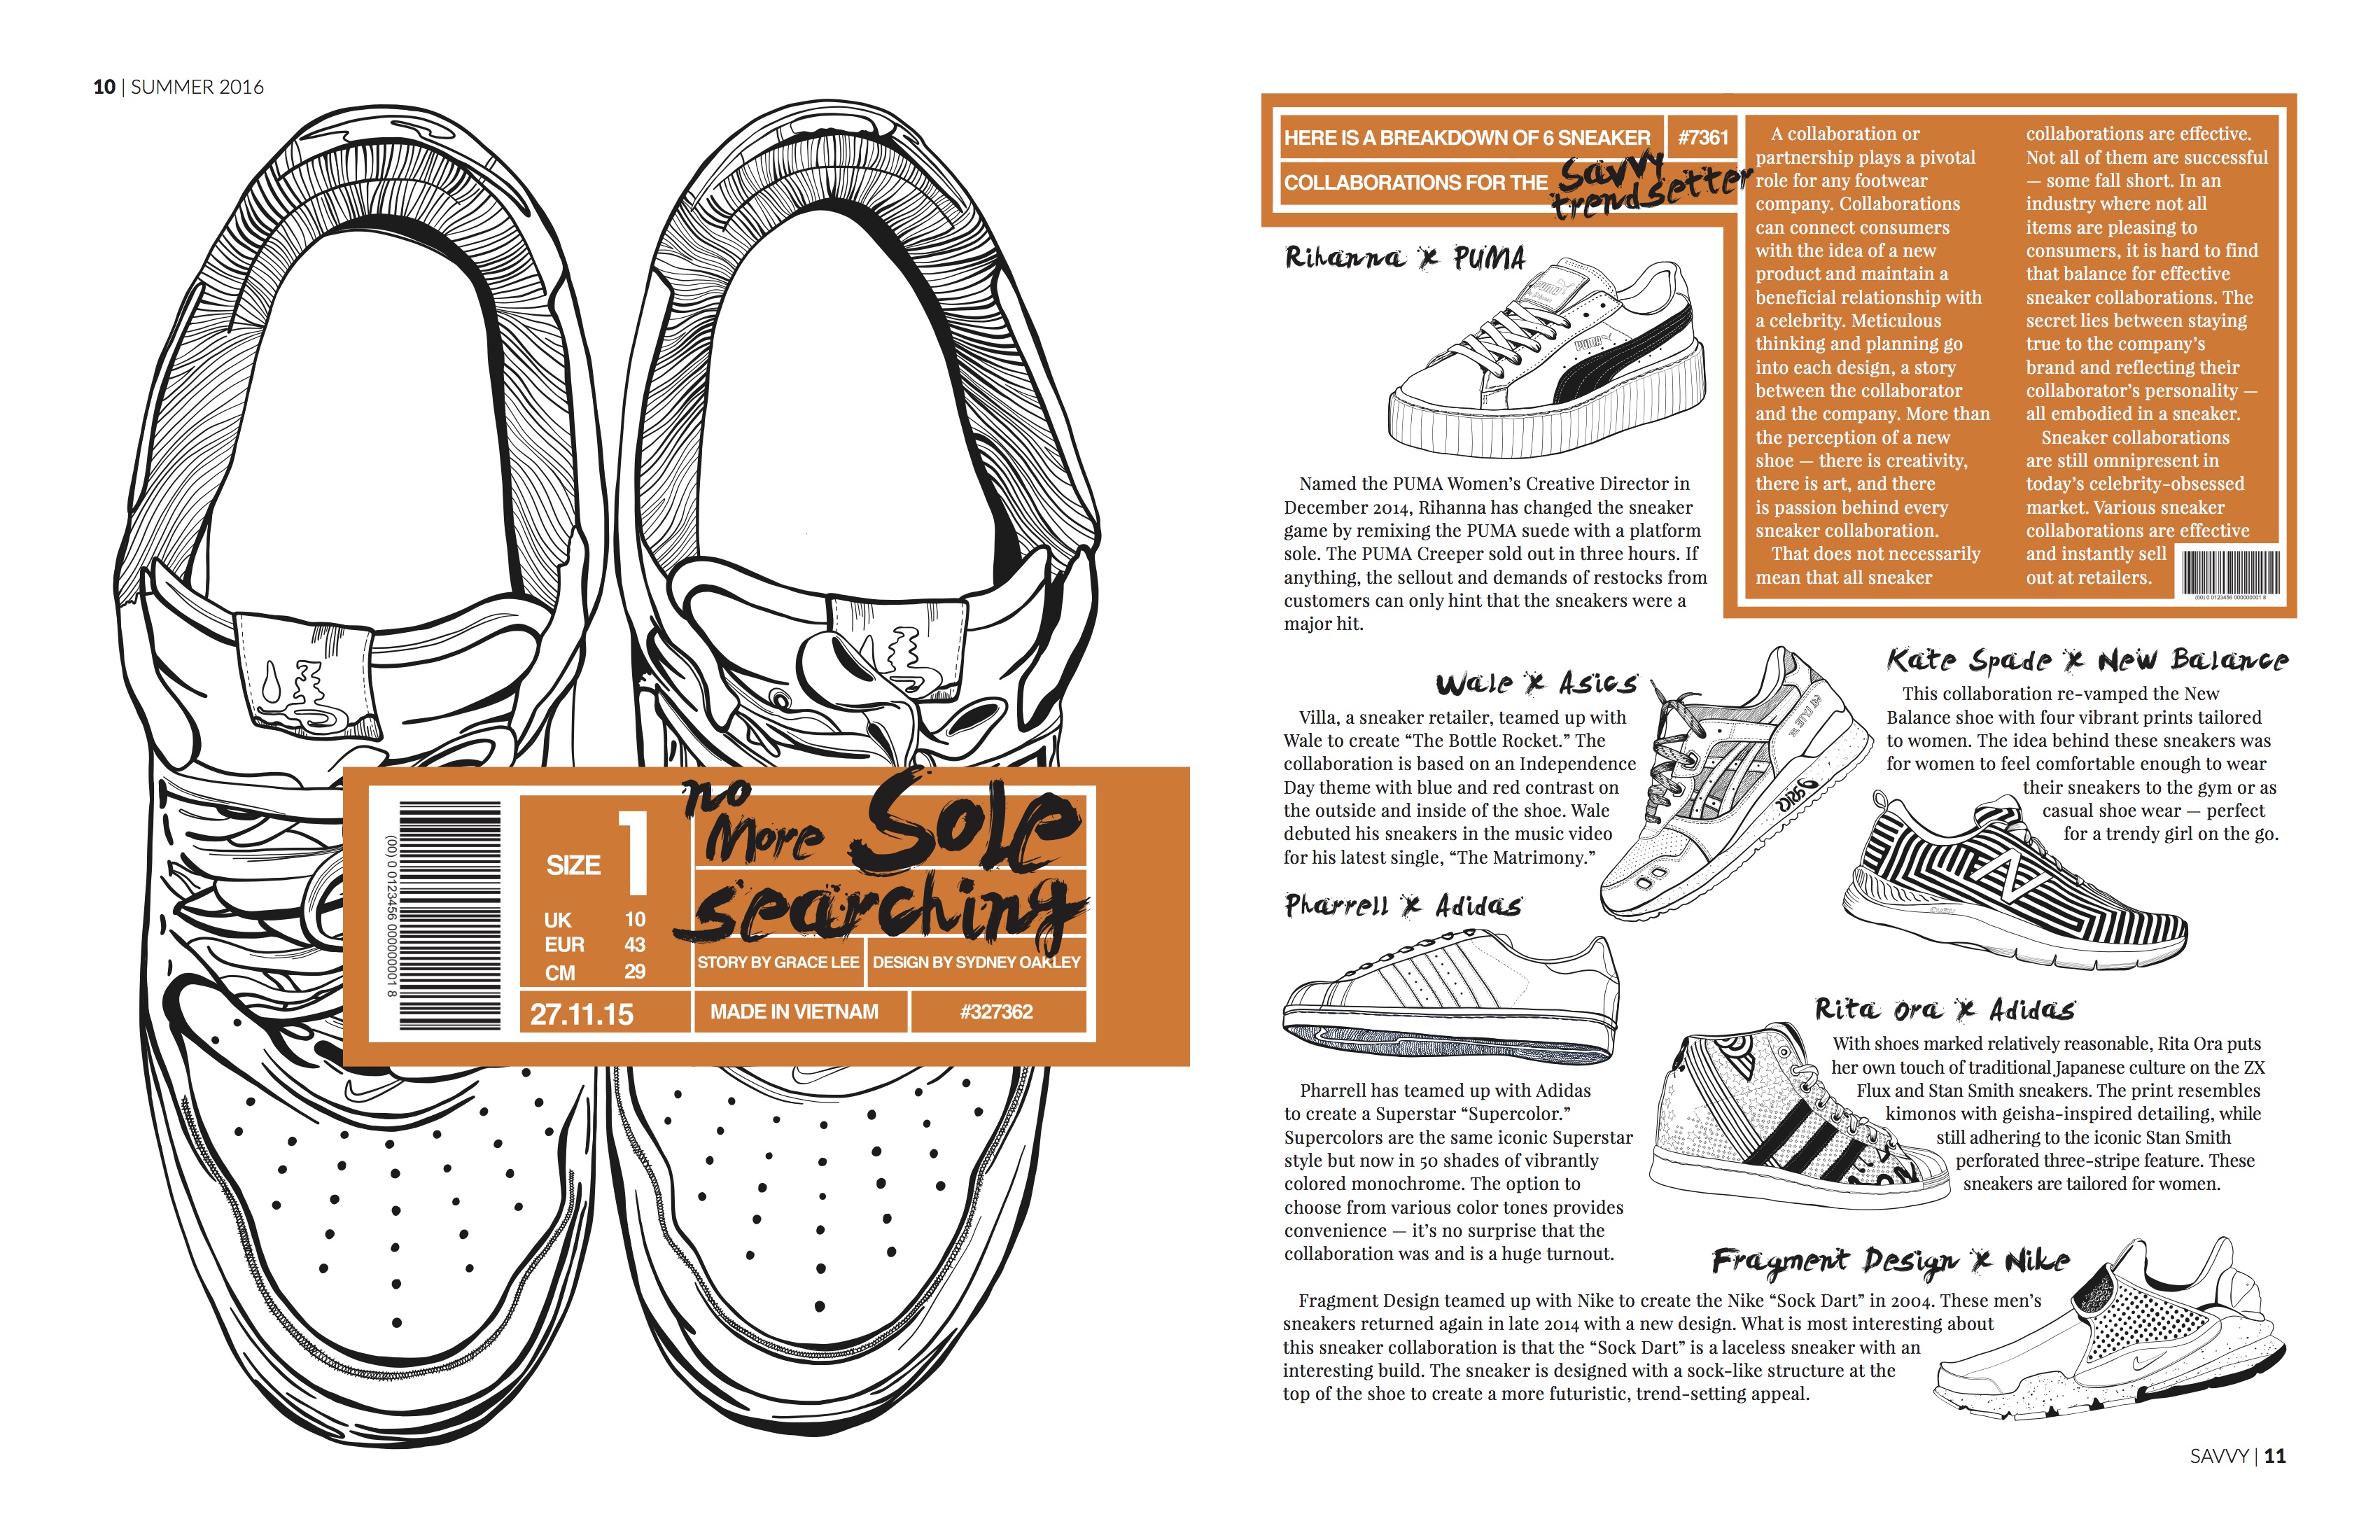 10 | SUMMER 2016
(00) 0 0123456 000000001 8
SIZE 1
UK 10
EUR 43
CM 29
27.11.15
no
More Sole
searching
STORY BY GRACE LEE
DESIGN BY SYDNEY OAKLEY
MADE IN VIETNAM
#327362
HERE IS A BREAKDOWN OF 6 SNEAKER
#7361
COLLABORATIONS FOR THE
Savvy
trendsetter
A collaboration or
partnership plays a pivotal
role for any footwear
company. Collaborations
can connect consumers
with the idea of a new
product and maintain a
beneficial relationship with
a celebrity. Meticulous
thinking and planning go
into each design, a story
between the collaborator
and the company. More than
the perception of a new
shoe — there is creativity,
there is art, and there
is passion behind every
sneaker collaboration.
That does not necessarily
mean that all sneaker
collaborations are effective.
Not all of them are successful
— some fall short. In an
industry where not all
items are pleasing to
consumers, it is hard to find
that balance for effective
sneaker collaborations. The
secret lies between staying
true to the company's
brand and reflecting their
collaborator's personality —
all embodied in a sneaker.
Sneaker collaborations
are still omnipresent in
today's celebrity-obsessed
market. Various sneaker
collaborations are effective
and instantly sell
out at retailers.
(00) 0 0123456 000000001 8
Rihanna x PUMA
PUMA
PUMA
Named the PUMA Women's Creative Director in
December 2014, Rihanna has changed the sneaker
game by remixing the PUMA suede with a platform
sole. The PUMA Creeper sold out in three hours. If
anything, the sellout and demands of restocks from
customers can only hint that the sneakers were a
major hit.
Wale x Asics
Villa, a sneaker retailer, teamed up with
Wale to create “The Bottle Rocket.” The
collaboration is based on an Independence
Day theme with blue and red contrast on
the outside and inside of the shoe. Wale
debuted his sneakers in the music video
for his latest single, “The Matrimony.”
Kate Spade x New Balance
This collaboration re-vamped the New
Balance shoe with four vibrant prints tailored
to women. The idea behind these sneakers was
for women to feel comfortable enough to wear
their sneakers to the gym or as
casual shoe wear — perfect
for a trendy girl on the go.
N
Pharrell x Adidas
Pharrell has teamed up with Adidas
to create a Superstar “Supercolor.”
Supercolors are the same iconic Superstar
style but now in 50 shades of vibrantly
colored monochrome. The option to
choose from various color tones provides
convenience — it's no surprise that the
collaboration was and is a huge turnout.
Rita Ora x Adidas
With shoes marked relatively reasonable, Rita Ora puts
her own touch of traditional Japanese culture on the ZX
Flux and Stan Smith sneakers. The print resembles
kimonos with geisha-inspired detailing, while
still adhering to the iconic Stan Smith
perforated three-stripe feature. These
sneakers are tailored for women.
Fragment Design x Nike
Fragment Design teamed up with Nike to create the Nike “Sock Dart” in 2004. These men's
sneakers returned again in late 2014 with a new design. What is most interesting about
this sneaker collaboration is that the “Sock Dart” is a laceless sneaker with an
interesting build. The sneaker is designed with a sock-like structure at the
top of the shoe to create a more futuristic, trend-setting appeal.
SAVVY | 11